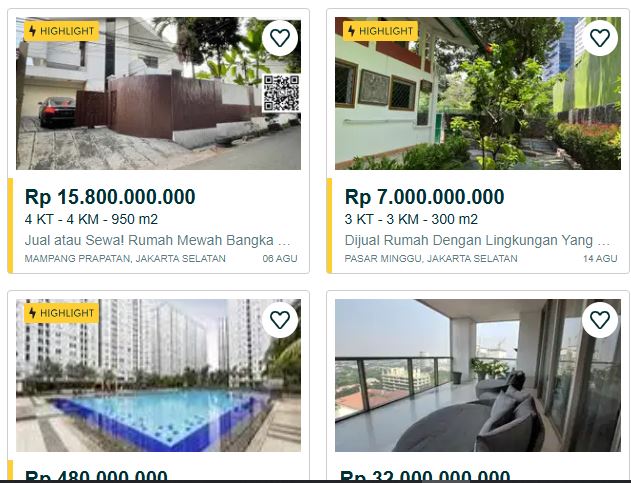 HIGHLIGHT
Rp 15.800.000.000
4 KT - 4 KM - 950 m2
Jual atau Sewa! Rumah Mewah Bangka ...
MAMPANG PRAPATAN, JAKARTA SELATAN 06 AGU
HIGHLIGHT
Rp 7.000.000.000
3 KT - 3 KM - 300 m2
Dijual Rumah Dengan Lingkungan Yang ...
PASAR MINGGU, JAKARTA SELATAN 14 AGU
HIGHLIGHT
Rp 480.000.000
Rp 32.000.000.000